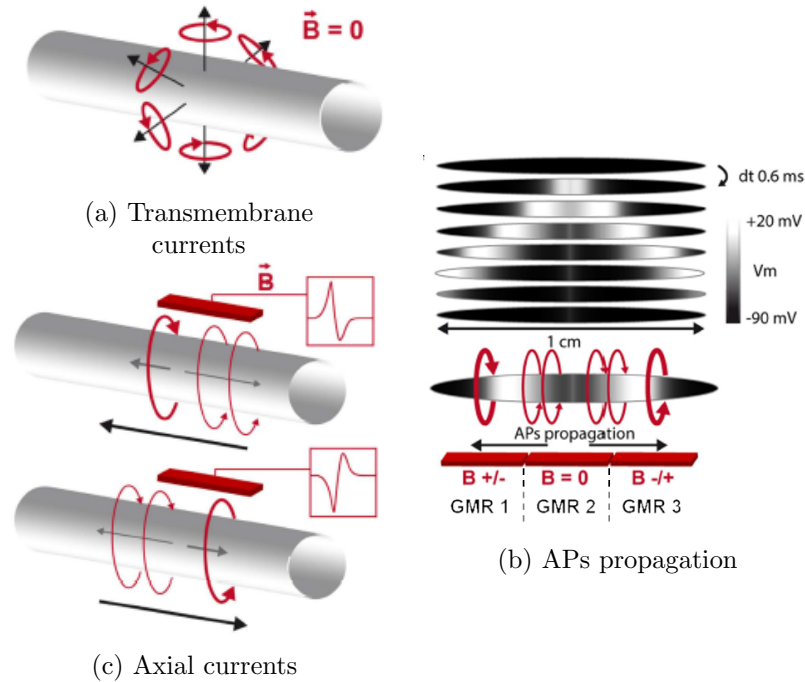 B⃗ = 0
(a) Transmembrane
currents
B⃗
(c) Axial currents
dt 0.6 ms
+20 mV
Vm
-90 mV
1 cm
APs propagation
B +/-
B = 0
B -/+
GMR 1
GMR 2
GMR 3
(b) APs propagation